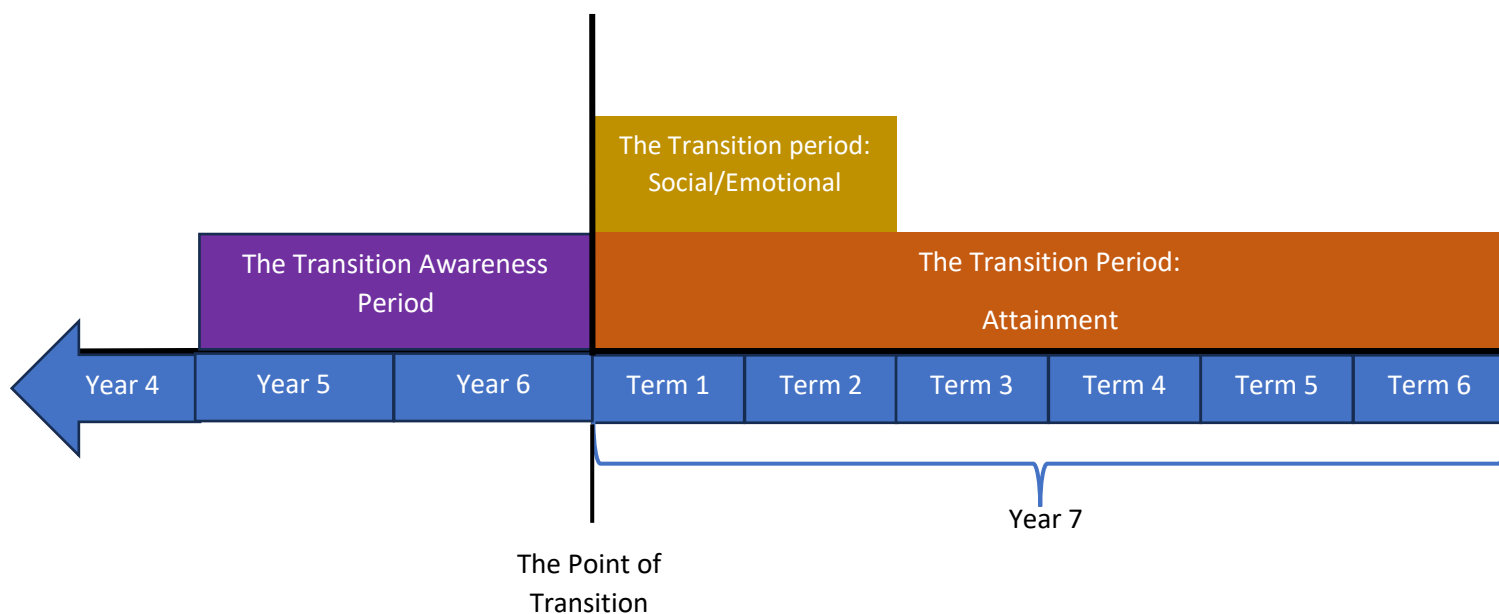 The Transition period:
Social/Emotional
The Transition Awareness
Period
The Transition Period:
Attainment
Year 4
Year 5
Year 6
Term 1
Term 2
Term 3
Term 4
Term 5
Term 6
Year 7
The Point of
Transition